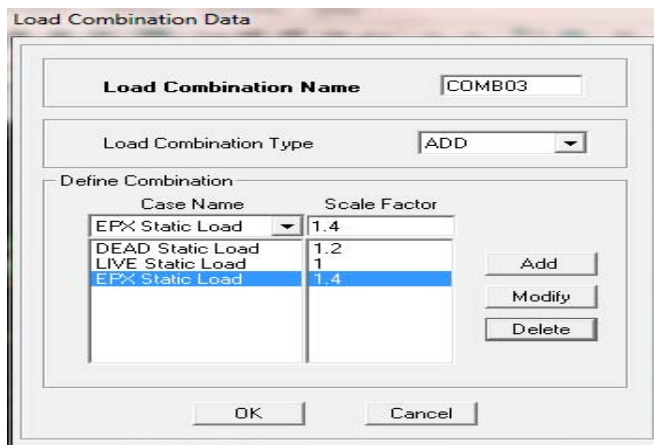 Load Combination Data
Load Combination Name COMB03
Load Combination Type ADD
Define Combination
Case Name Scale Factor
EPX Static Load 1.4
DEAD Static Load 1.2
LIVE Static Load 1
EPX Static Load 1.4
Add
Modify
Delete
OK Cancel